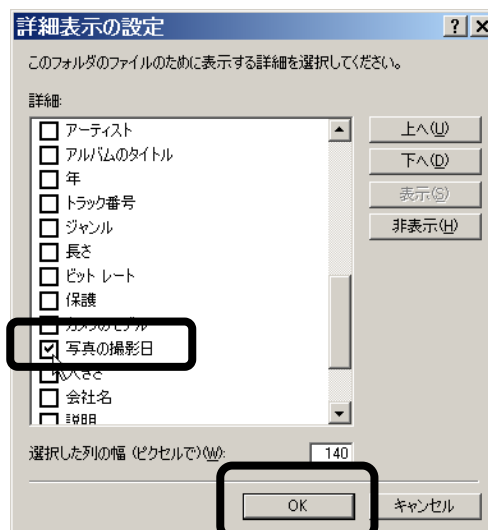 詳細表示の設定
このフォルダのファイルのために表示する詳細を選択してください。
詳細:
アーティスト
アルバムのタイトル
年
トラック番号
ジャンル
長さ
ビット レート
保護
カメラのモデル
写真の撮影日
大きさ
会社名
説明
上へ(U)
下へ(D)
表示(S)
非表示(H)
選択した列の幅 (ピクセルで)(W):
140
OK
キャンセル